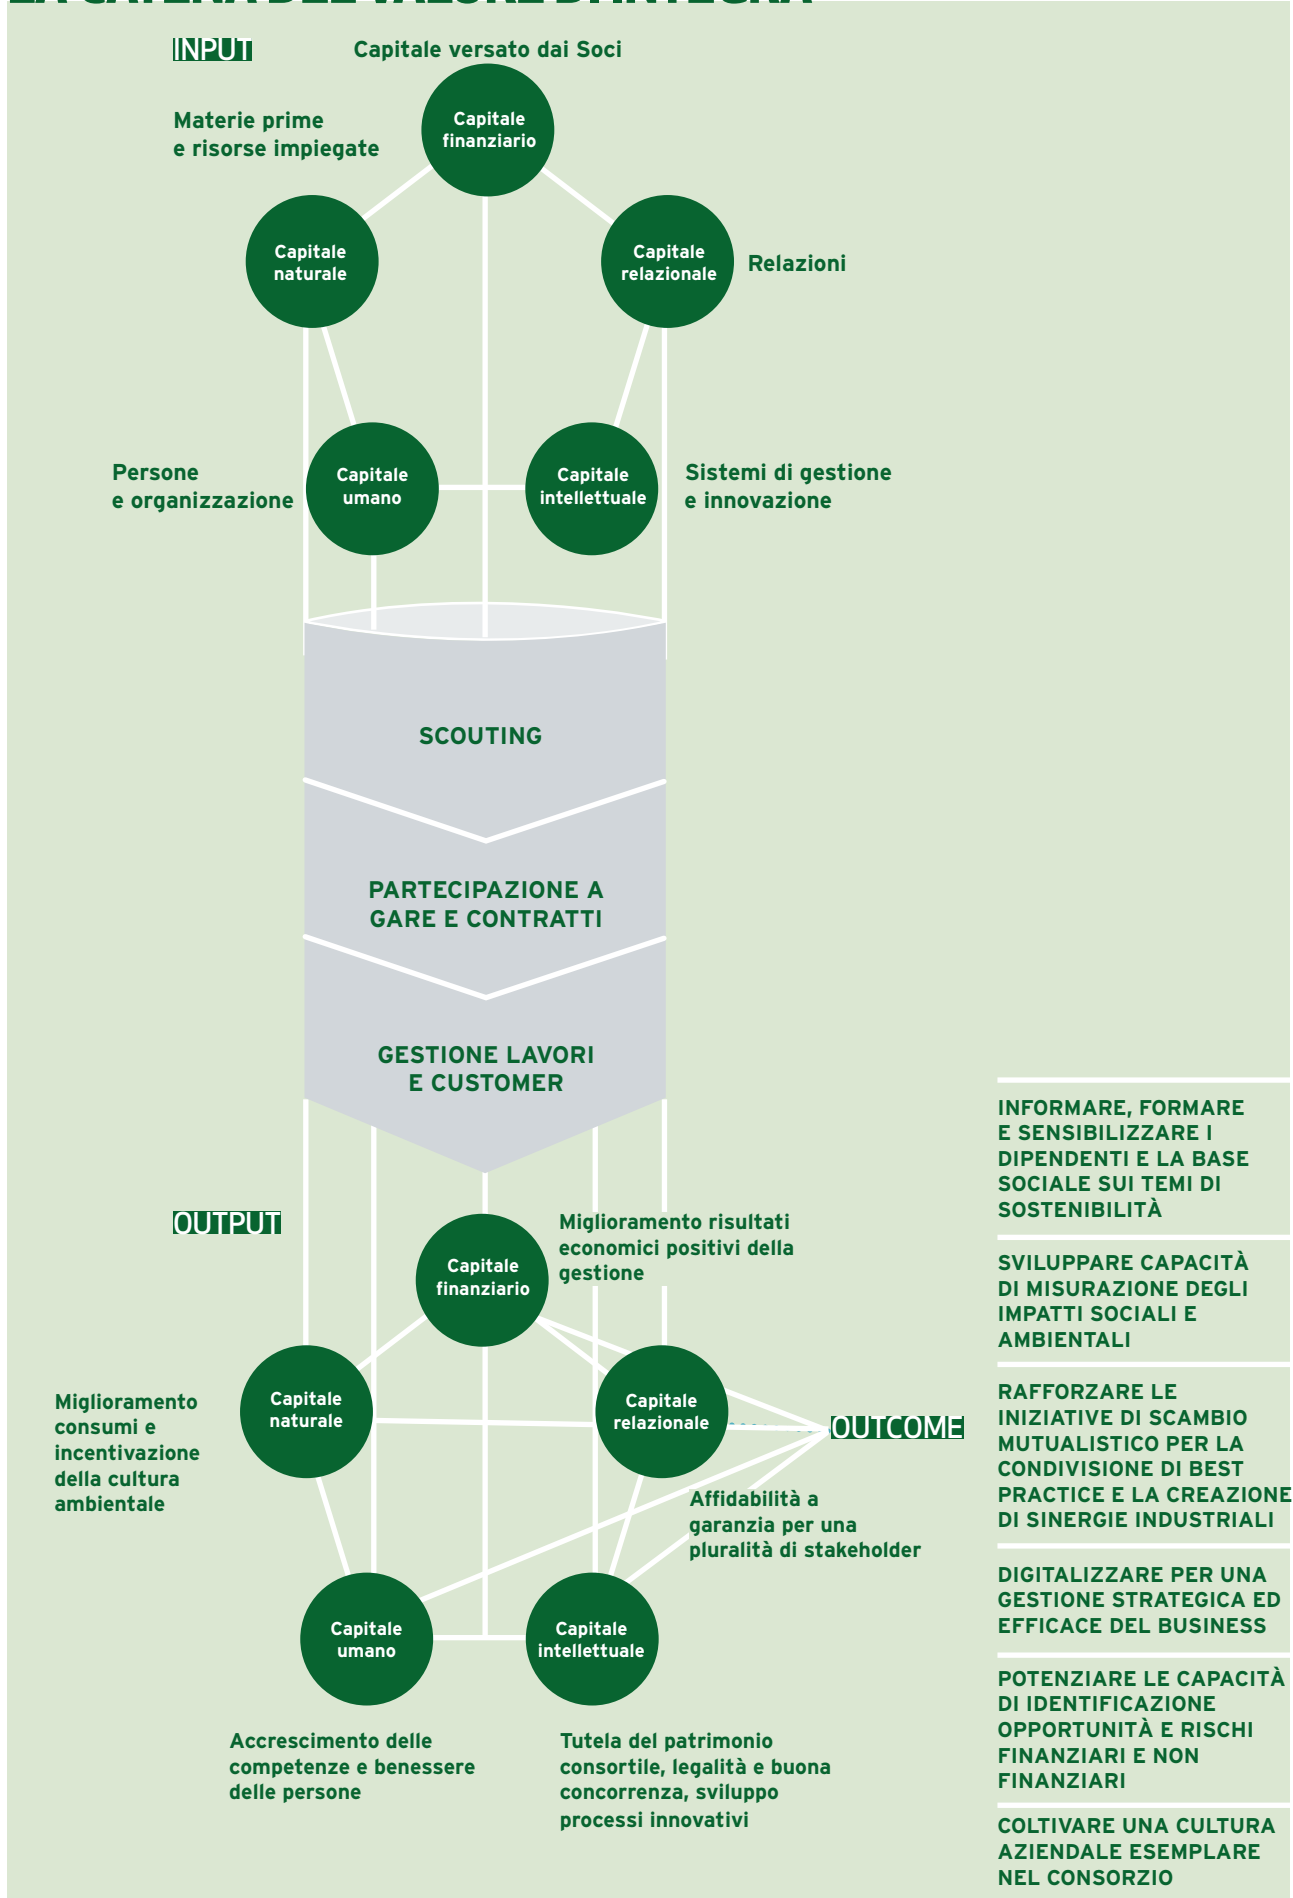 LA CATENA DEL VALORE DI INTEGRA
INPUT
Capitale versato dai Soci
Capitale
finanziario
Materie prime
e risorse impiegate
Capitale
naturale
Capitale
relazionale
Relazioni
Persone
e organizzazione
Capitale
umano
Capitale
intellettuale
Sistemi di gestione
e innovazione
SCOUTING
PARTECIPAZIONE A
GARE E CONTRATTI
GESTIONE LAVORI
E CUSTOMER
OUTPUT
Capitale
finanziario
Miglioramento risultati
economici positivi della
gestione
Miglioramento
consumi e
incentivazione
della cultura
ambientale
Capitale
naturale
Capitale
relazionale
OUTCOME
Affidabilità a
garanzia per una
pluralità di stakeholder
Capitale
umano
Capitale
intellettuale
Accrescimento delle
competenze e benessere
delle persone
Tutela del patrimonio
consortile, legalità e buona
concorrenza, sviluppo
processi innovativi
INFORMARE, FORMARE
E SENSIBILIZZARE I
DIPENDENTI E LA BASE
SOCIALE SUI TEMI DI
SOSTENIBILITÀ
SVILUPPARE CAPACITÀ
DI MISURAZIONE DEGLI
IMPATTI SOCIALI E
AMBIENTALI
RAFFORZARE LE
INIZIATIVE DI SCAMBIO
MUTUALISTICO PER LA
CONDIVISIONE DI BEST
PRACTICE E LA CREAZIONE
DI SINERGIE INDUSTRIALI
DIGITALIZZARE PER UNA
GESTIONE STRATEGICA ED
EFFICACE DEL BUSINESS
POTENZIARE LE CAPACITÀ
DI IDENTIFICAZIONE
OPPORTUNITÀ E RISCHI
FINANZIARI E NON
FINANZIARI
COLTIVARE UNA CULTURA
AZIENDALE ESEMPLARE
NEL CONSORZIO